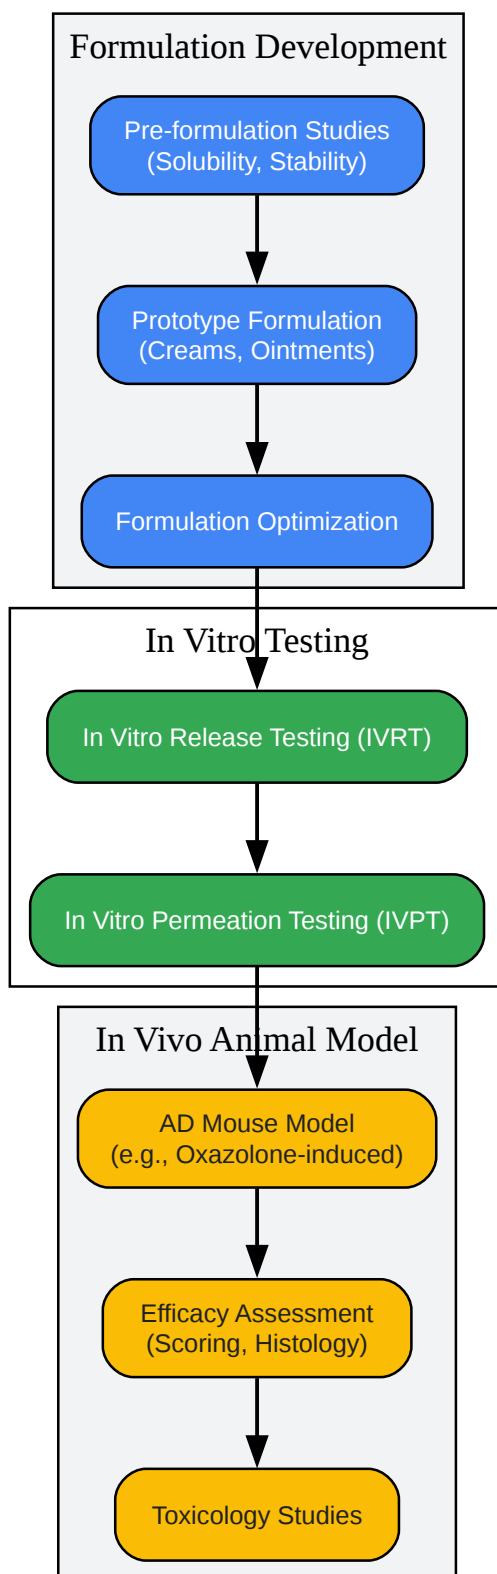 Formulation Development
Pre-formulation Studies
(Solubility, Stability)
Prototype Formulation
(Creams, Ointments)
Formulation Optimization
In Vitro Testing
In Vitro Release Testing (IVRT)
In Vitro Permeation Testing (IVPT)
In Vivo Animal Model
AD Mouse Model
(e.g., Oxazolone-induced)
Efficacy Assessment
(Scoring, Histology)
Toxicology Studies